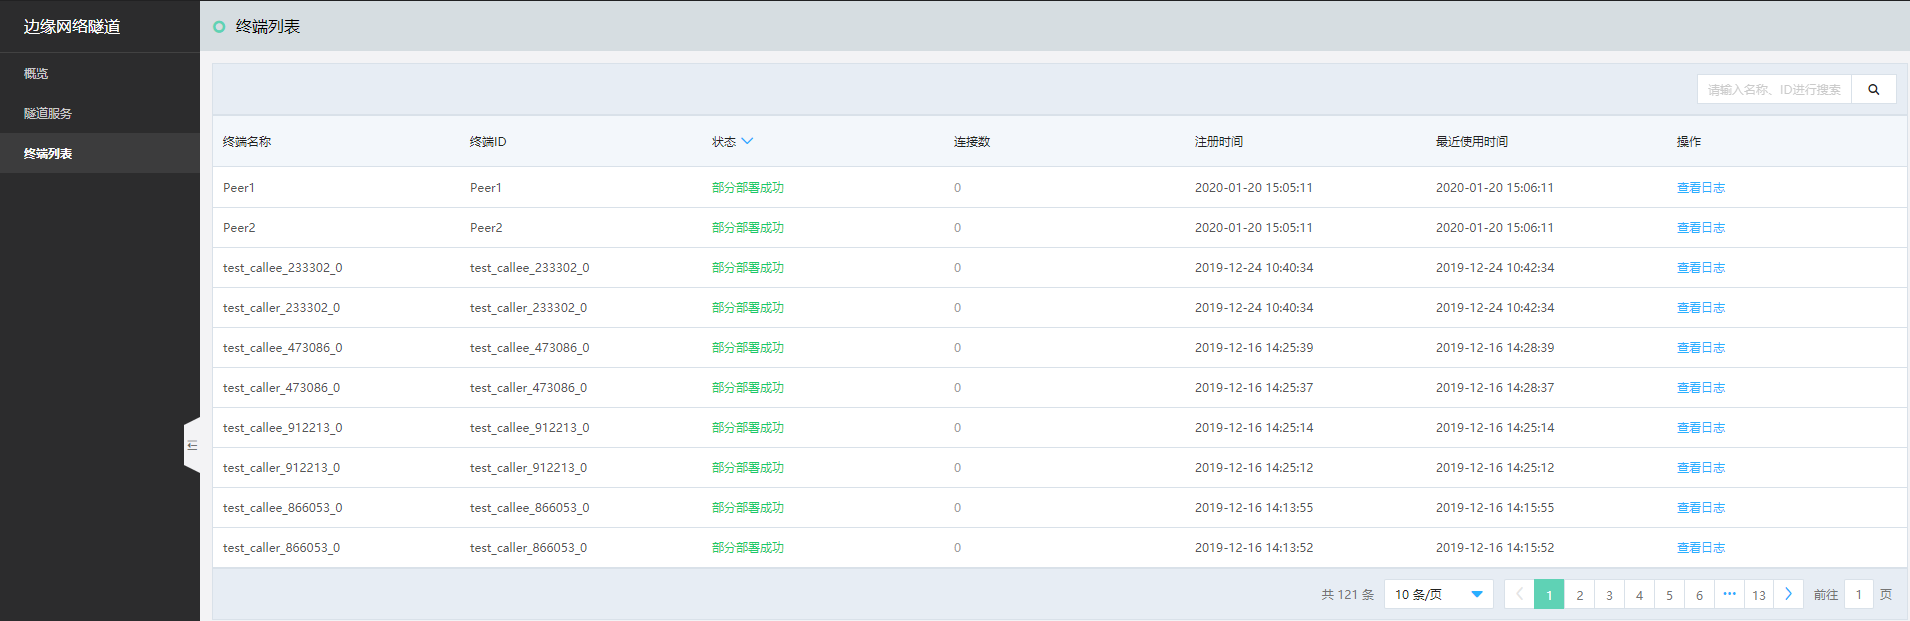 边缘网络隧道
概览
隧道服务
终端列表
终端列表
请输入名称、ID进行搜索
终端名称 终端ID 状态 连接数 注册时间 最近使用时间 操作
Peer1 Peer1 部分部署成功 0 2020-01-20 15:05:11 2020-01-20 15:06:11 查看日志
Peer2 Peer2 部分部署成功 0 2020-01-20 15:05:11 2020-01-20 15:06:11 查看日志
test_callee_233302_0 test_callee_233302_0 部分部署成功 0 2019-12-24 10:40:34 2019-12-24 10:42:34 查看日志
test_caller_233302_0 test_caller_233302_0 部分部署成功 0 2019-12-24 10:40:34 2019-12-24 10:42:34 查看日志
test_callee_473086_0 test_callee_473086_0 部分部署成功 0 2019-12-16 14:25:39 2019-12-16 14:28:39 查看日志
test_caller_473086_0 test_caller_473086_0 部分部署成功 0 2019-12-16 14:25:37 2019-12-16 14:28:37 查看日志
test_callee_912213_0 test_callee_912213_0 部分部署成功 0 2019-12-16 14:25:14 2019-12-16 14:25:14 查看日志
test_caller_912213_0 test_caller_912213_0 部分部署成功 0 2019-12-16 14:25:12 2019-12-16 14:25:12 查看日志
test_callee_866053_0 test_callee_866053_0 部分部署成功 0 2019-12-16 14:13:55 2019-12-16 14:15:55 查看日志
test_caller_866053_0 test_caller_866053_0 部分部署成功 0 2019-12-16 14:13:52 2019-12-16 14:15:52 查看日志
共 121 条 10 条/页 1 2 3 4 5 6 ••• 13 前往 1 页